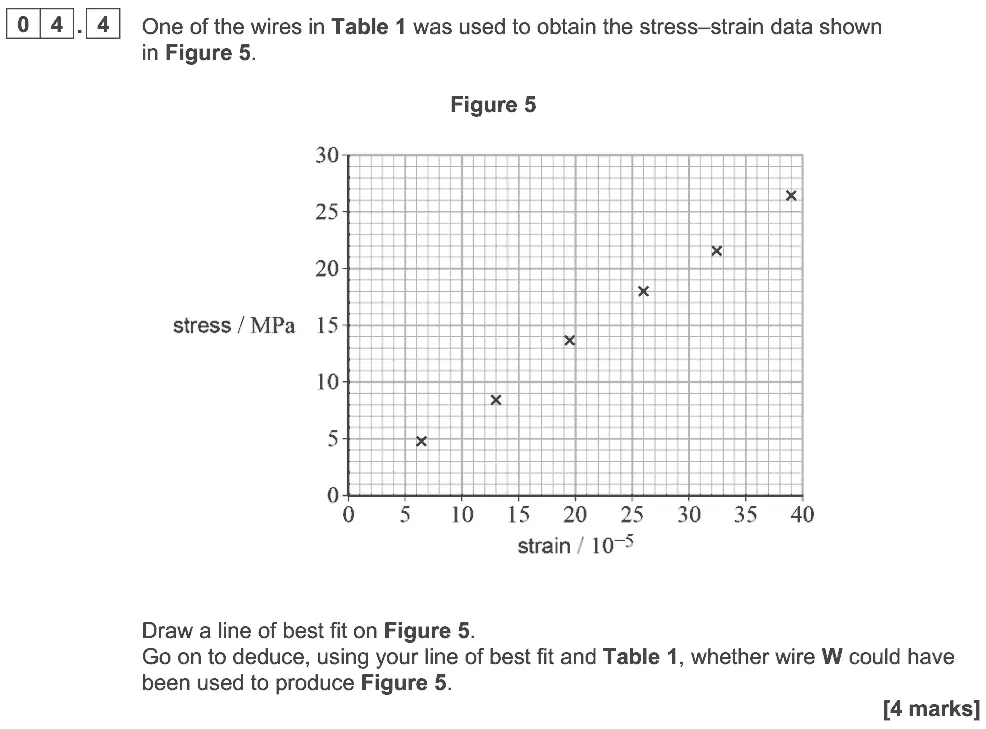 0 4 . 4 One of the wires in Table 1 was used to obtain the stress–strain data shown
in Figure 5.
Figure 5
30
25
20
stress / MPa 15
10
5
0
0 5 10 15 20 25 30 35 40
strain / 10⁻⁵
Draw a line of best fit on Figure 5.
Go on to deduce, using your line of best fit and Table 1, whether wire W could have
been used to produce Figure 5.
[4 marks]